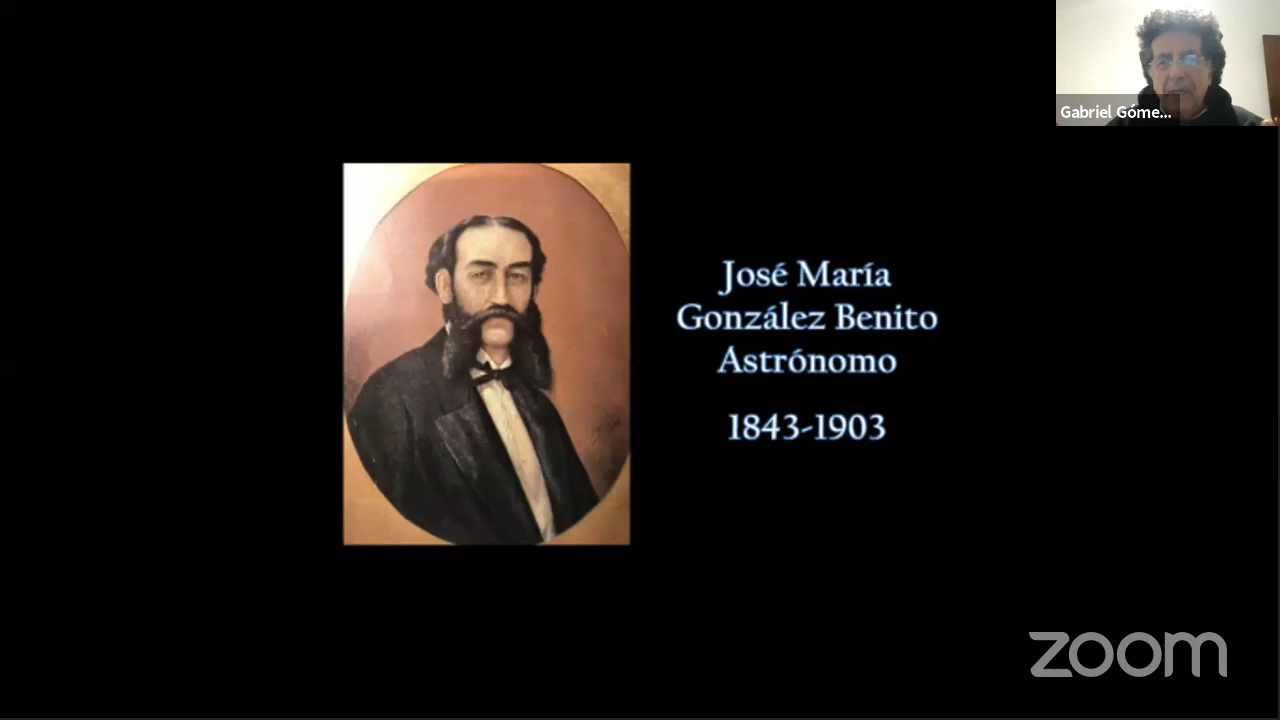 Gabriel Góme...
José María
González Benito
Astrónomo
1843-1903
zoom